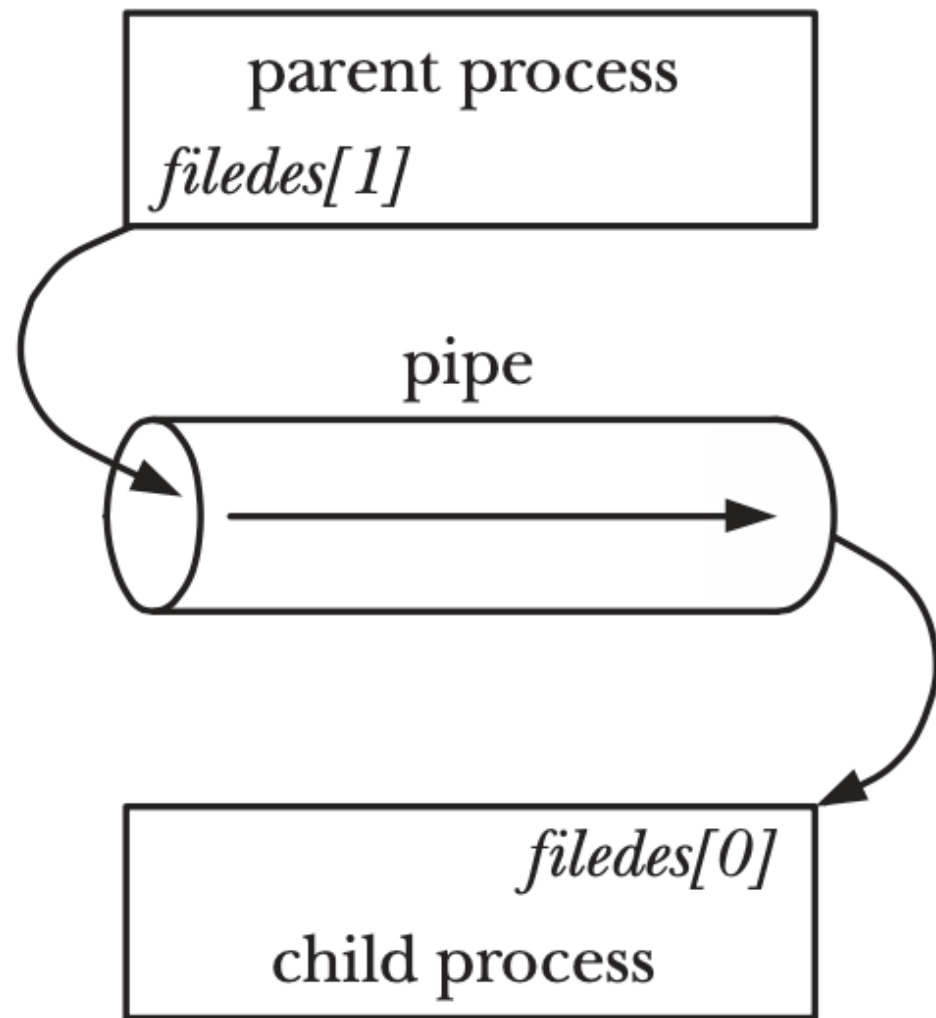 parent process
filedes[1]
pipe
filedes[0]
child process